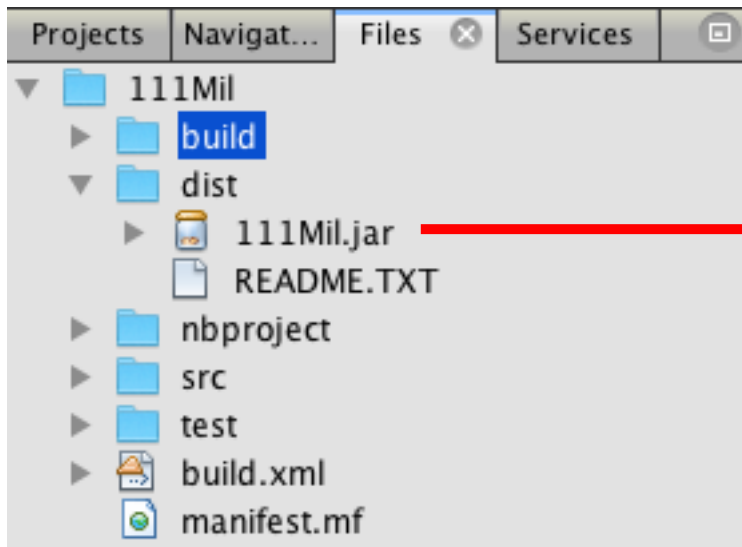 Projects Navigat... Files Services
111Mil
build
dist
111Mil.jar
README.TXT
nbproject
src
test
build.xml
manifest.mf